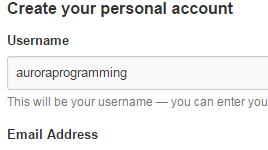 Create your personal account
Username
auroraprogramming
This will be your username — you can enter you
Email Address